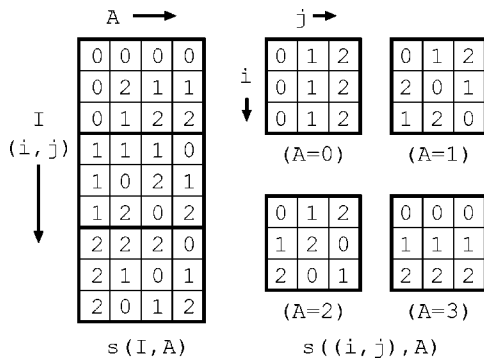 A
0 0 0 0
0 2 1 1
0 1 2 2
1 1 1 0
1 0 2 1
1 2 0 2
2 2 2 0
2 1 0 1
2 0 1 2
I
(i,j)
s(I,A)
j
i
0 1 2
0 1 2
0 1 2
(A=0)
0 1 2
2 0 1
1 2 0
(A=1)
0 1 2
1 2 0
2 0 1
(A=2)
0 0 0
1 1 1
2 2 2
(A=3)
s((i,j),A)